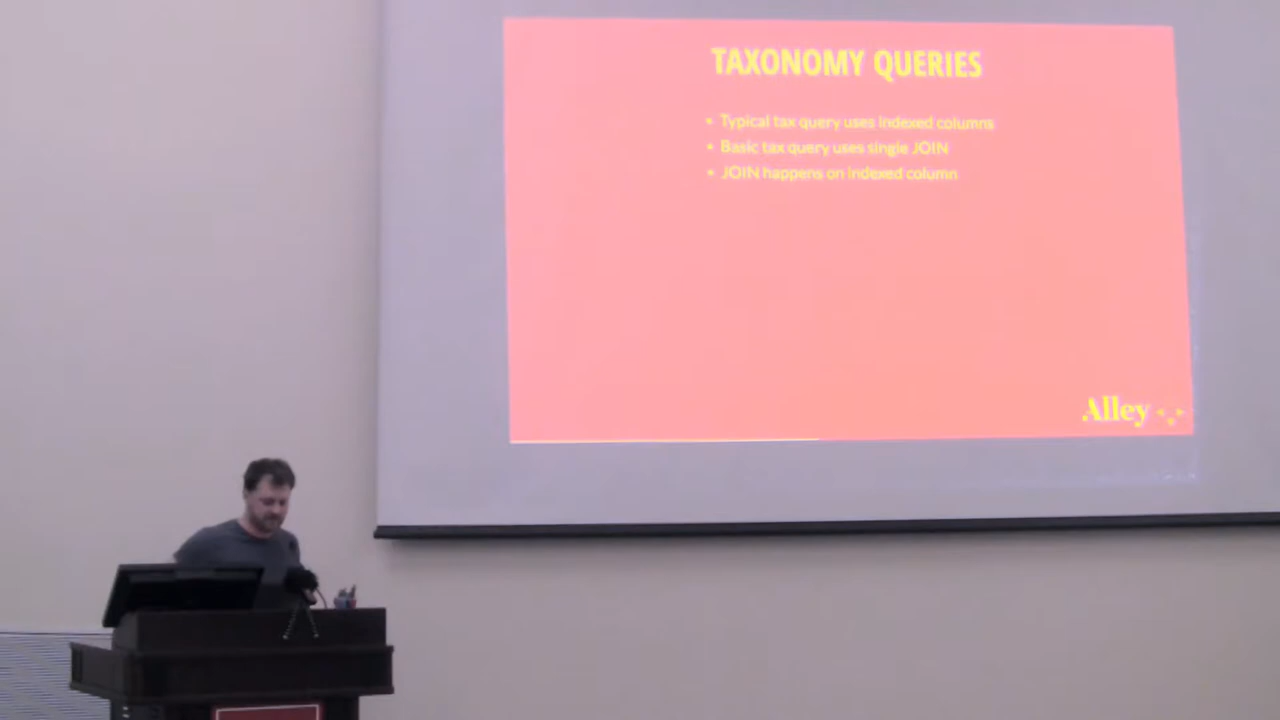 TAXONOMY QUERIES
• Typical tax query uses indexed columns
• Basic tax query uses single JOIN
• JOIN happens on indexed column
Alley